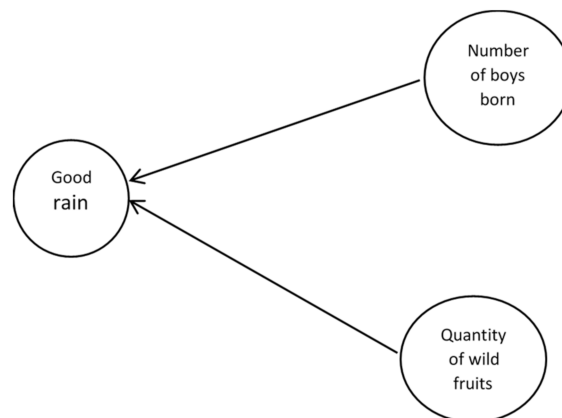 Number
of boys
born
Good
rain
Quantity
of wild
fruits